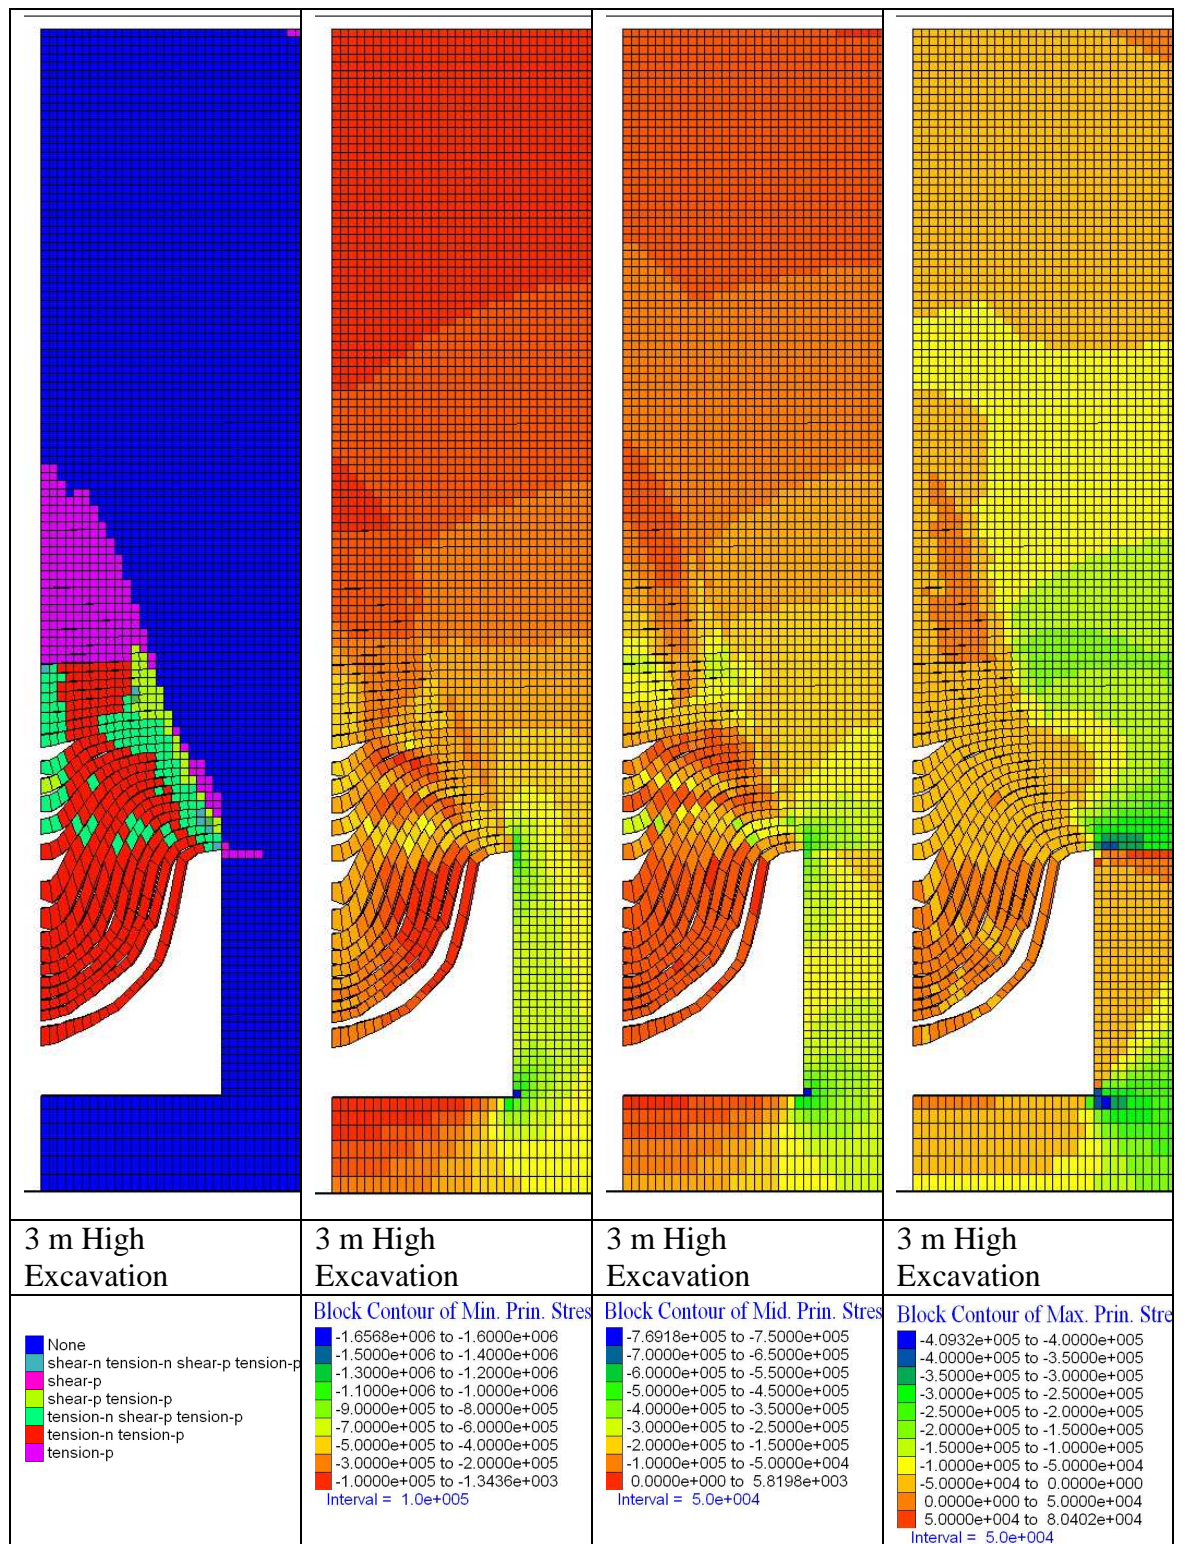 3 m High
Excavation
3 m High
Excavation
3 m High
Excavation
3 m High
Excavation
None
shear-n tension-n shear-p tension-p
shear-p
shear-p tension-p
tension-n shear-p tension-p
tension-n tension-p
tension-p
Block Contour of Min. Prin. Stres
-1.6568e+006 to -1.6000e+006
-1.5000e+006 to -1.4000e+006
-1.3000e+006 to -1.2000e+006
-1.1000e+006 to -1.0000e+006
-9.0000e+005 to -8.0000e+005
-7.0000e+005 to -6.0000e+005
-5.0000e+005 to -4.0000e+005
-3.0000e+005 to -2.0000e+005
-1.0000e+005 to -1.3436e+003
Interval = 1.0e+005
Block Contour of Mid. Prin. Stres
-7.6918e+005 to -7.5000e+005
-7.0000e+005 to -6.5000e+005
-6.0000e+005 to -5.5000e+005
-5.0000e+005 to -4.5000e+005
-4.0000e+005 to -3.5000e+005
-3.0000e+005 to -2.5000e+005
-2.0000e+005 to -1.5000e+005
-1.0000e+005 to -5.0000e+004
0.0000e+000 to 5.8198e+003
Interval = 5.0e+004
Block Contour of Max. Prin. Stre
-4.0932e+005 to -4.0000e+005
-4.0000e+005 to -3.5000e+005
-3.5000e+005 to -3.0000e+005
-3.0000e+005 to -2.5000e+005
-2.5000e+005 to -2.0000e+005
-2.0000e+005 to -1.5000e+005
-1.5000e+005 to -1.0000e+005
-1.0000e+005 to -5.0000e+004
-5.0000e+004 to 0.0000e+000
0.0000e+000 to 5.0000e+004
5.0000e+004 to 8.0402e+004
Interval = 5.0e+004